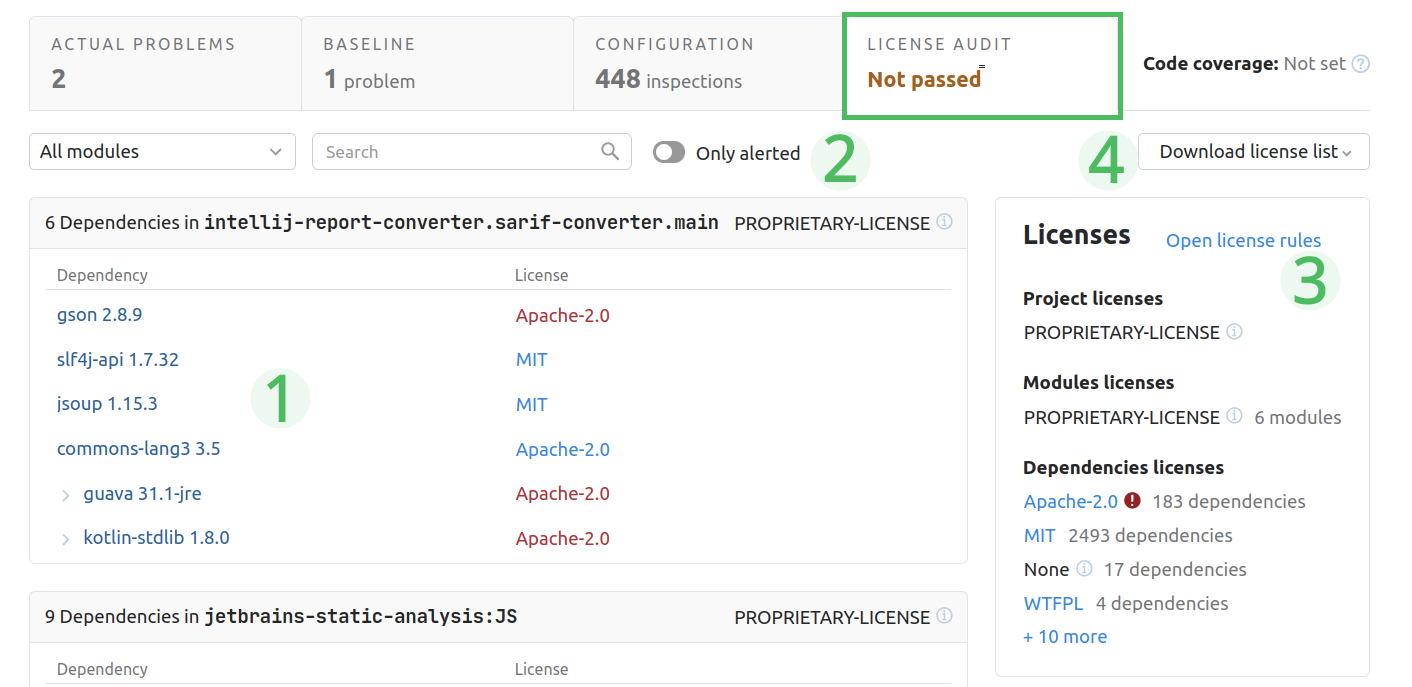 ACTUAL PROBLEMS
2
BASELINE
1 problem
CONFIGURATION
448 inspections
LICENSE AUDIT
Not passed
Code coverage: Not set ?
All modules
Search
Only alerted
2
4
Download license list
6 Dependencies in intellij-report-converter.sarif-converter.main PROPRIETARY-LICENSE
Dependency License
gson 2.8.9 Apache-2.0
slf4j-api 1.7.32 MIT
jsoup 1.15.3 MIT
1
commons-lang3 3.5 Apache-2.0
guava 31.1-jre Apache-2.0
kotlin-stdlib 1.8.0 Apache-2.0
9 Dependencies in jetbrains-static-analysis:JS PROPRIETARY-LICENSE
Dependency License
Licenses Open license rules
3
Project licenses
PROPRIETARY-LICENSE
Modules licenses
PROPRIETARY-LICENSE 6 modules
Dependencies licenses
Apache-2.0 183 dependencies
MIT 2493 dependencies
None 17 dependencies
WTFPL 4 dependencies
+ 10 more